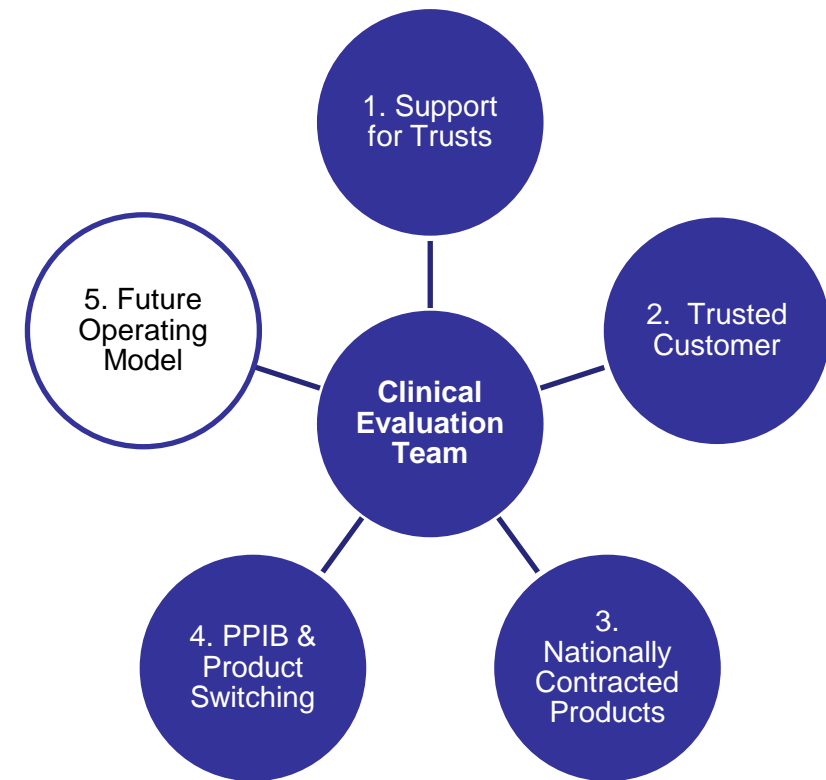 1. Support
for Trusts
2. Trusted
Customer
3.
Nationally
Contracted
Products
4. PPIB &
Product
Switching
5. Future
Operating
Model
Clinical
Evaluation
Team